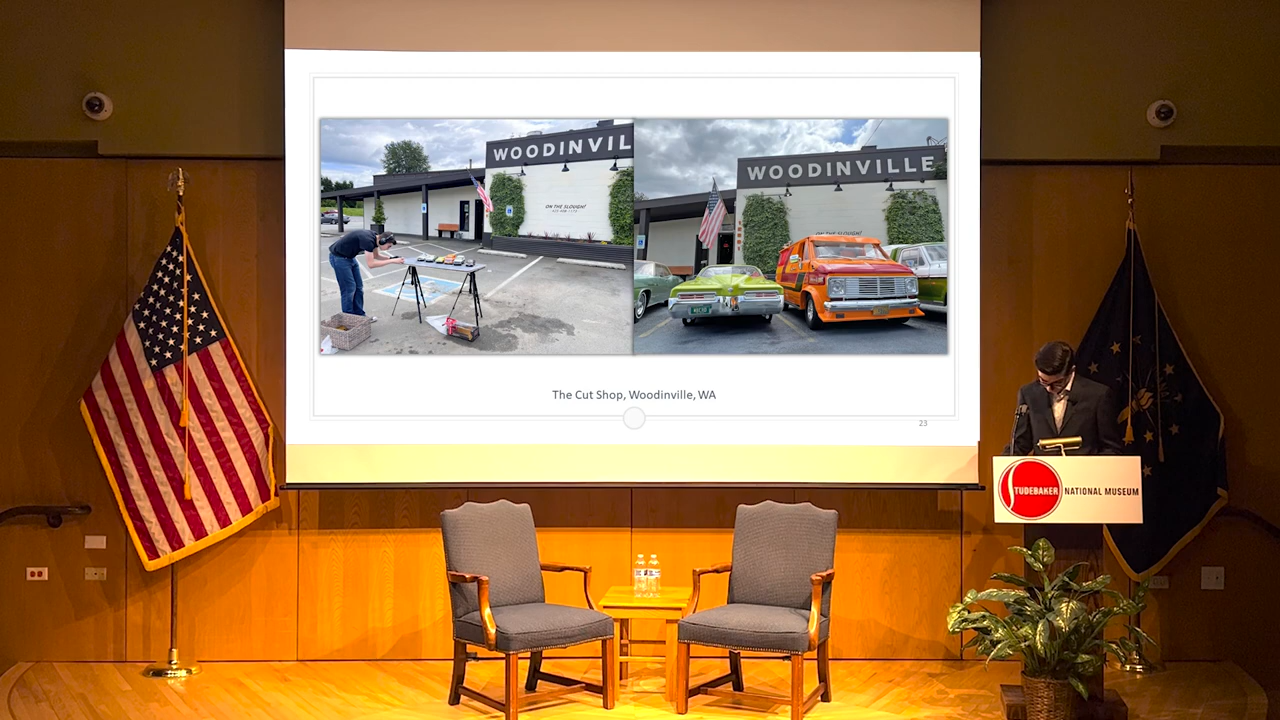 WOODINVIL
ON THE SLOUGH!
WOODINVILLE
ON THE SLOUGH!
The Cut Shop, Woodinville, WA
23
STUDEBAKER
NATIONAL MUSEUM